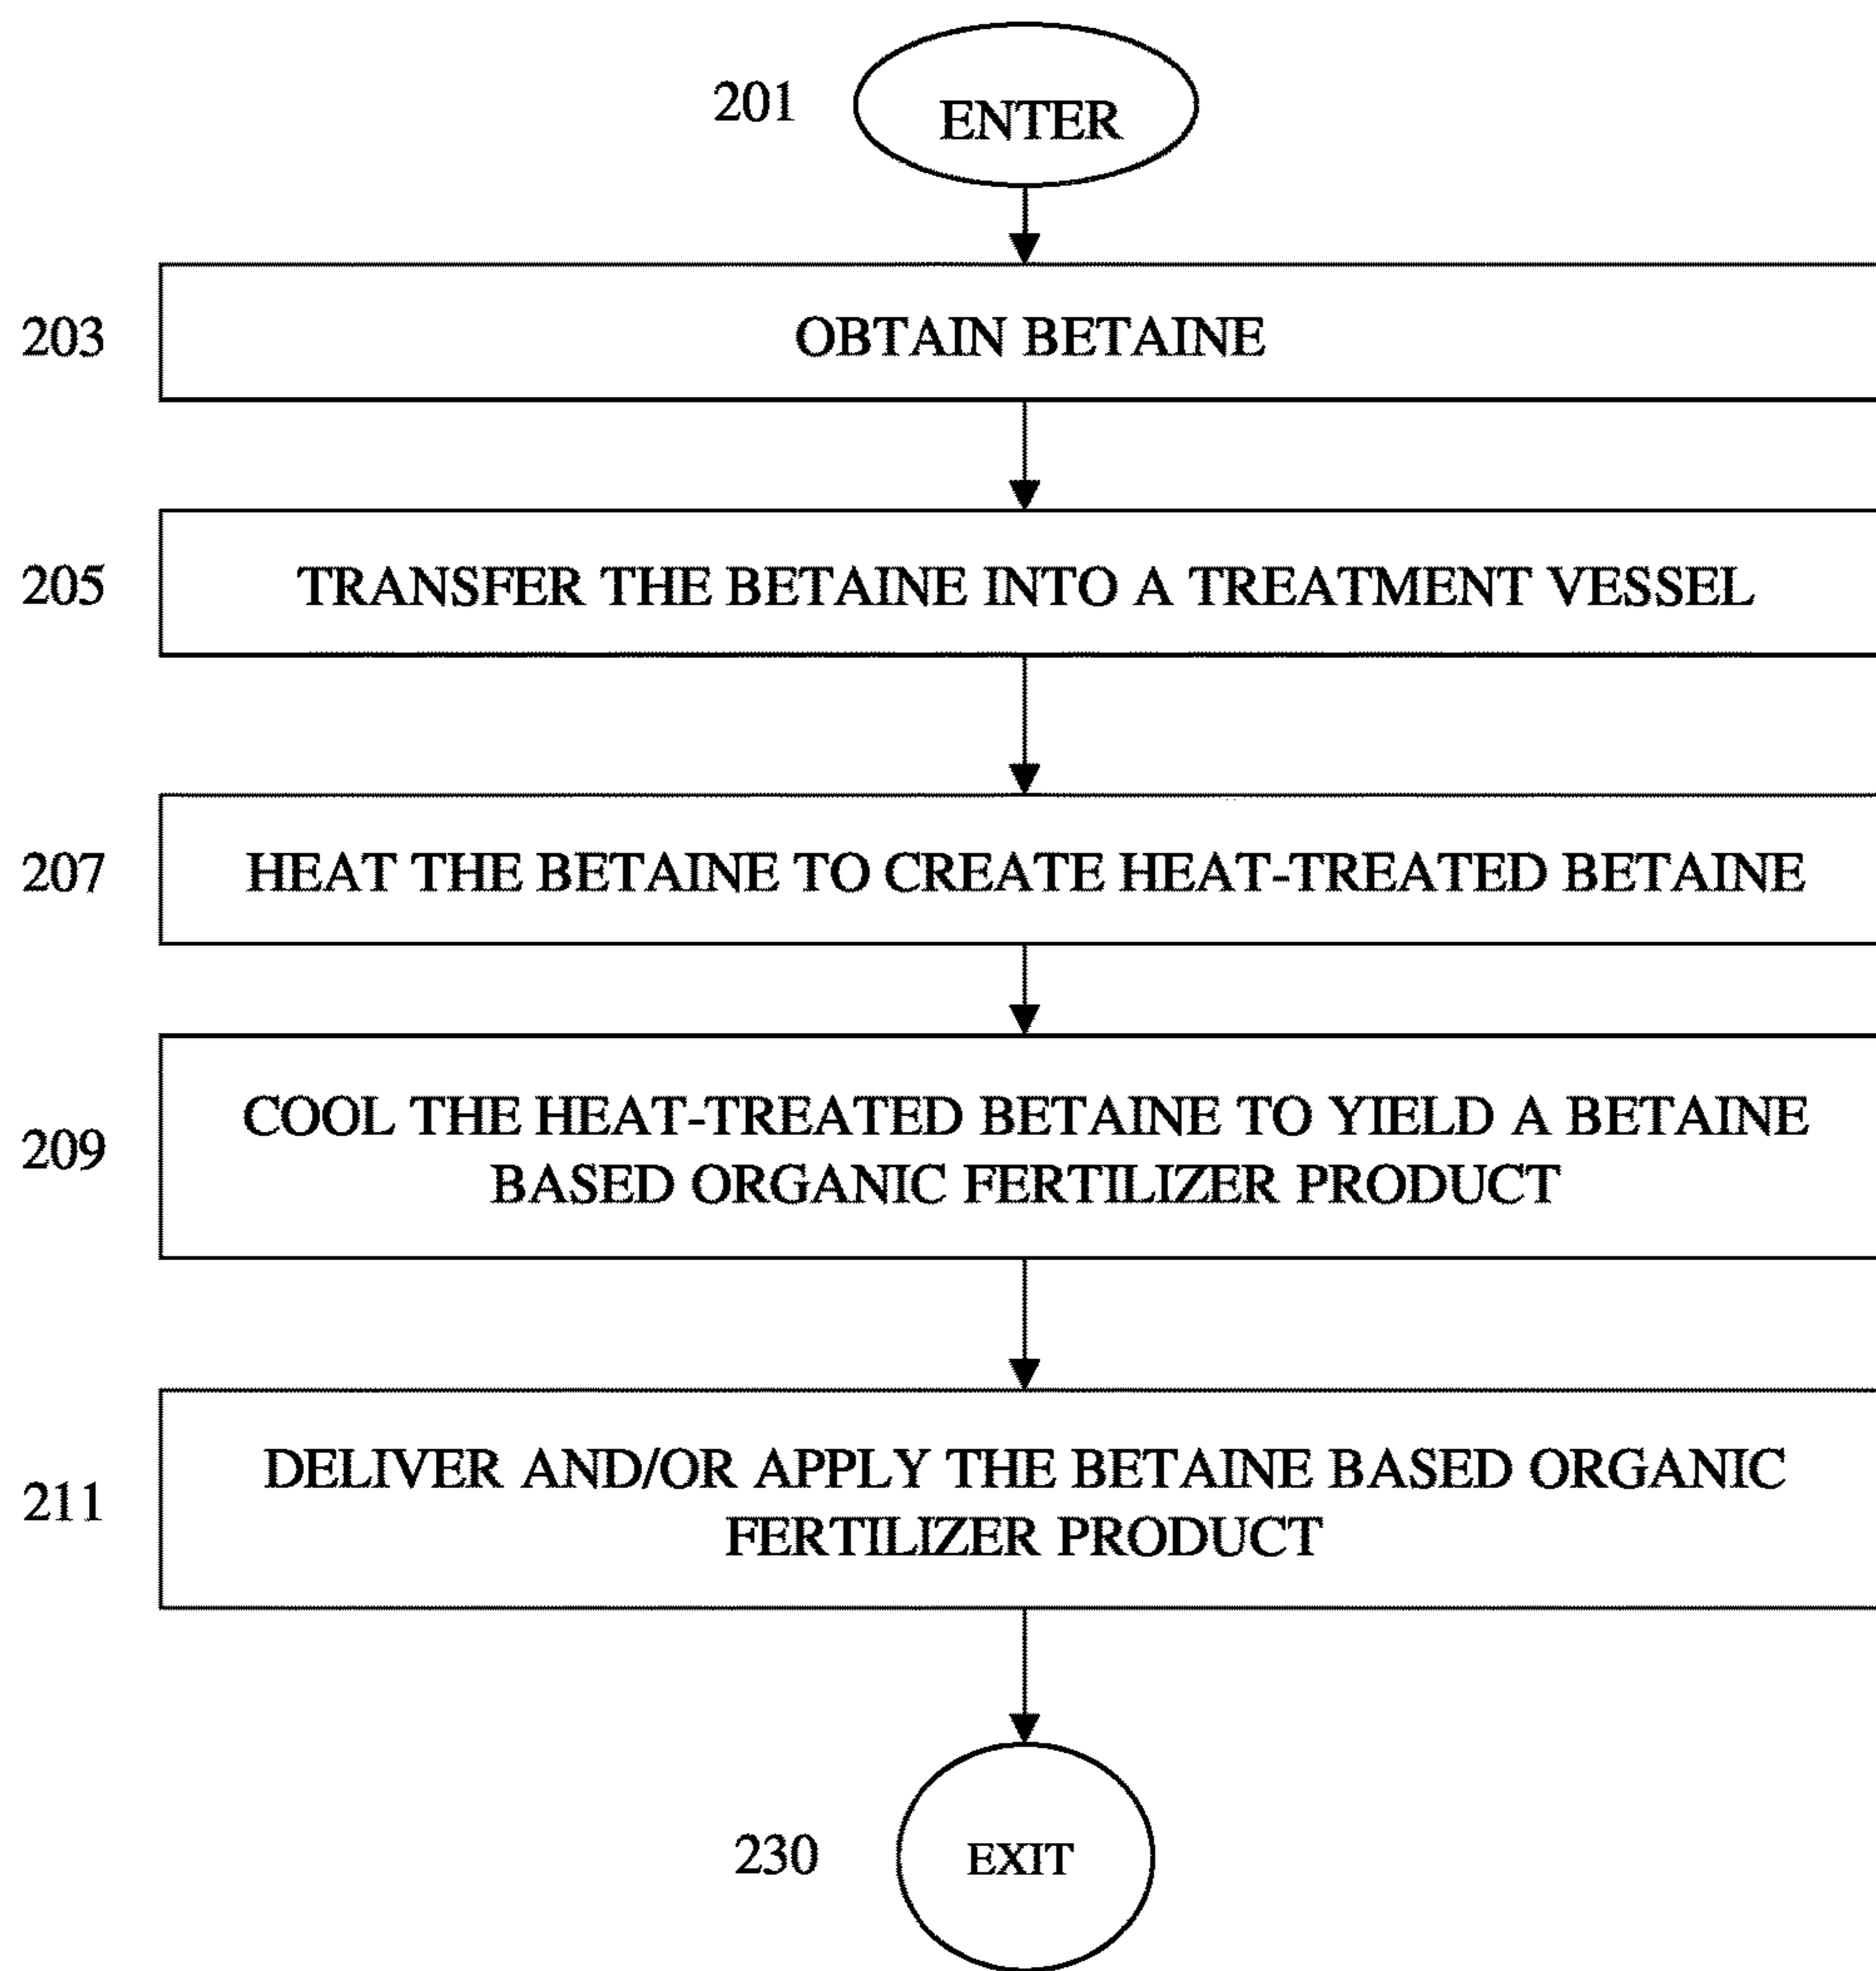 201 ENTER
203 OBTAIN BETAINE
205 TRANSFER THE BETAINE INTO A TREATMENT VESSEL
207 HEAT THE BETAINE TO CREATE HEAT-TREATED BETAINE
209 COOL THE HEAT-TREATED BETAINE TO YIELD A BETAINE
BASED ORGANIC FERTILIZER PRODUCT
211 DELIVER AND/OR APPLY THE BETAINE BASED ORGANIC
FERTILIZER PRODUCT
230 EXIT